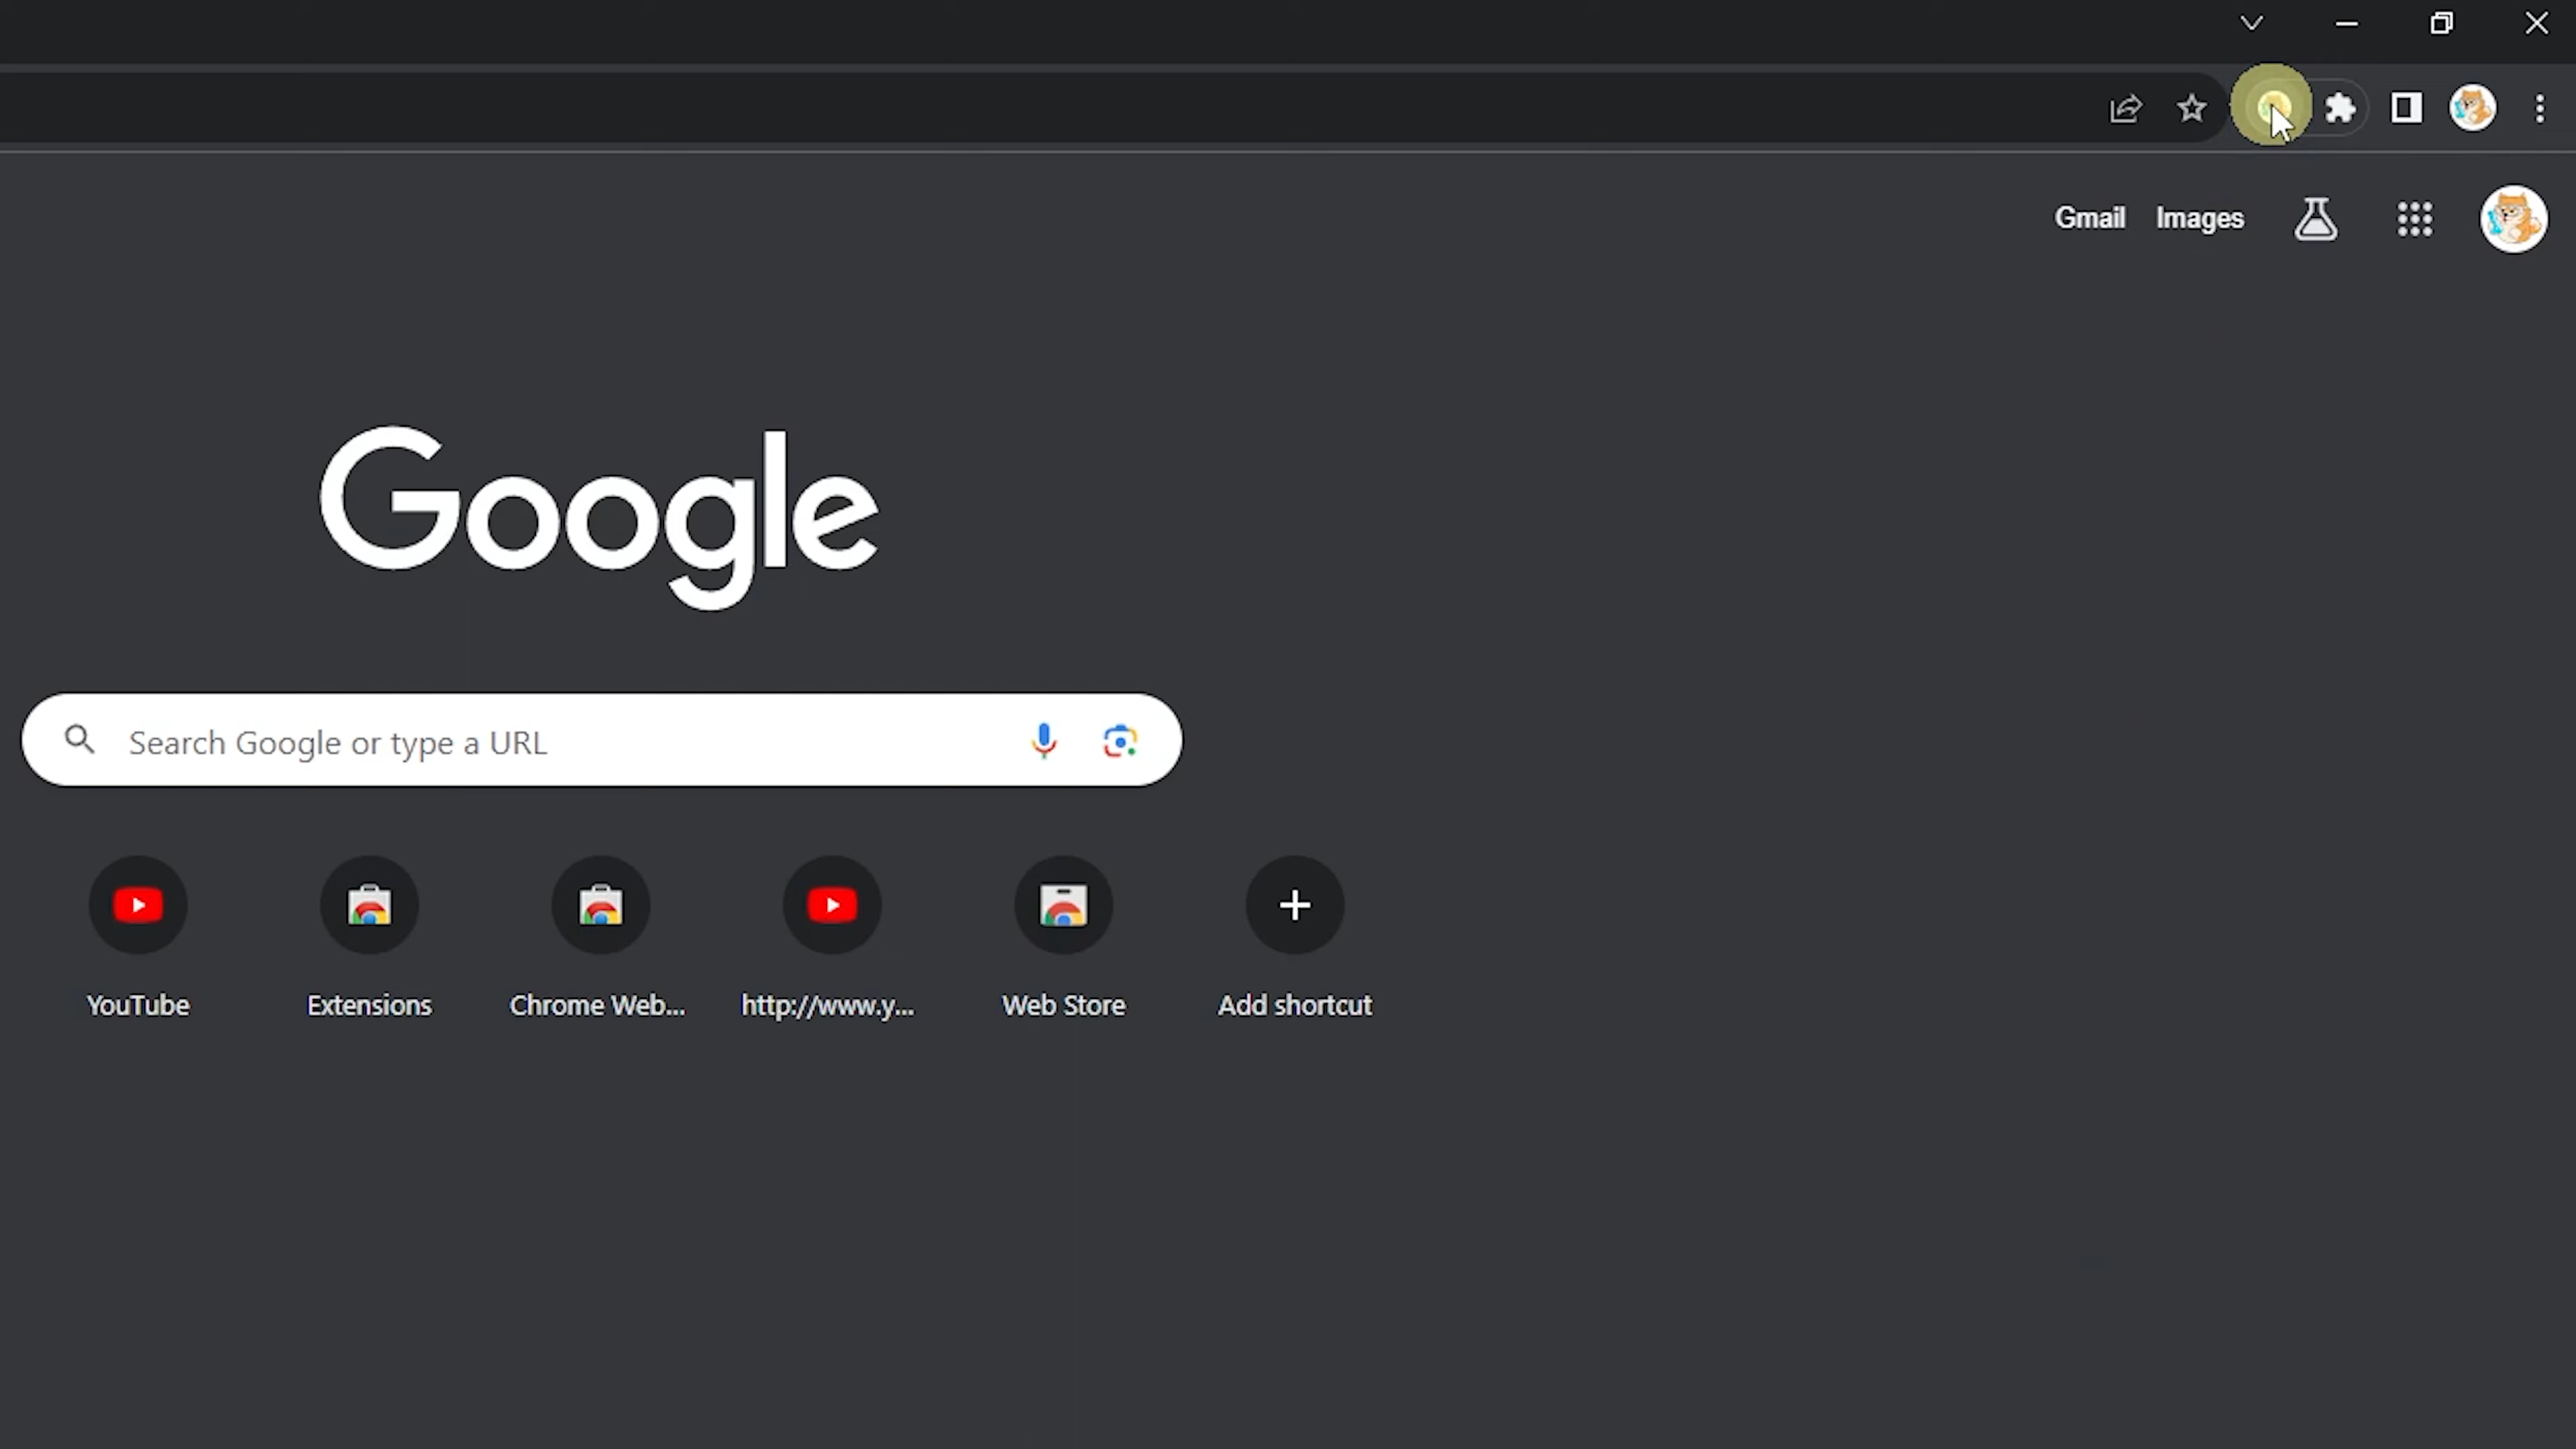 Gmail Images
Google
Search Google or type a URL
YouTube Extensions Chrome Web... http://www.y... Web Store Add shortcut